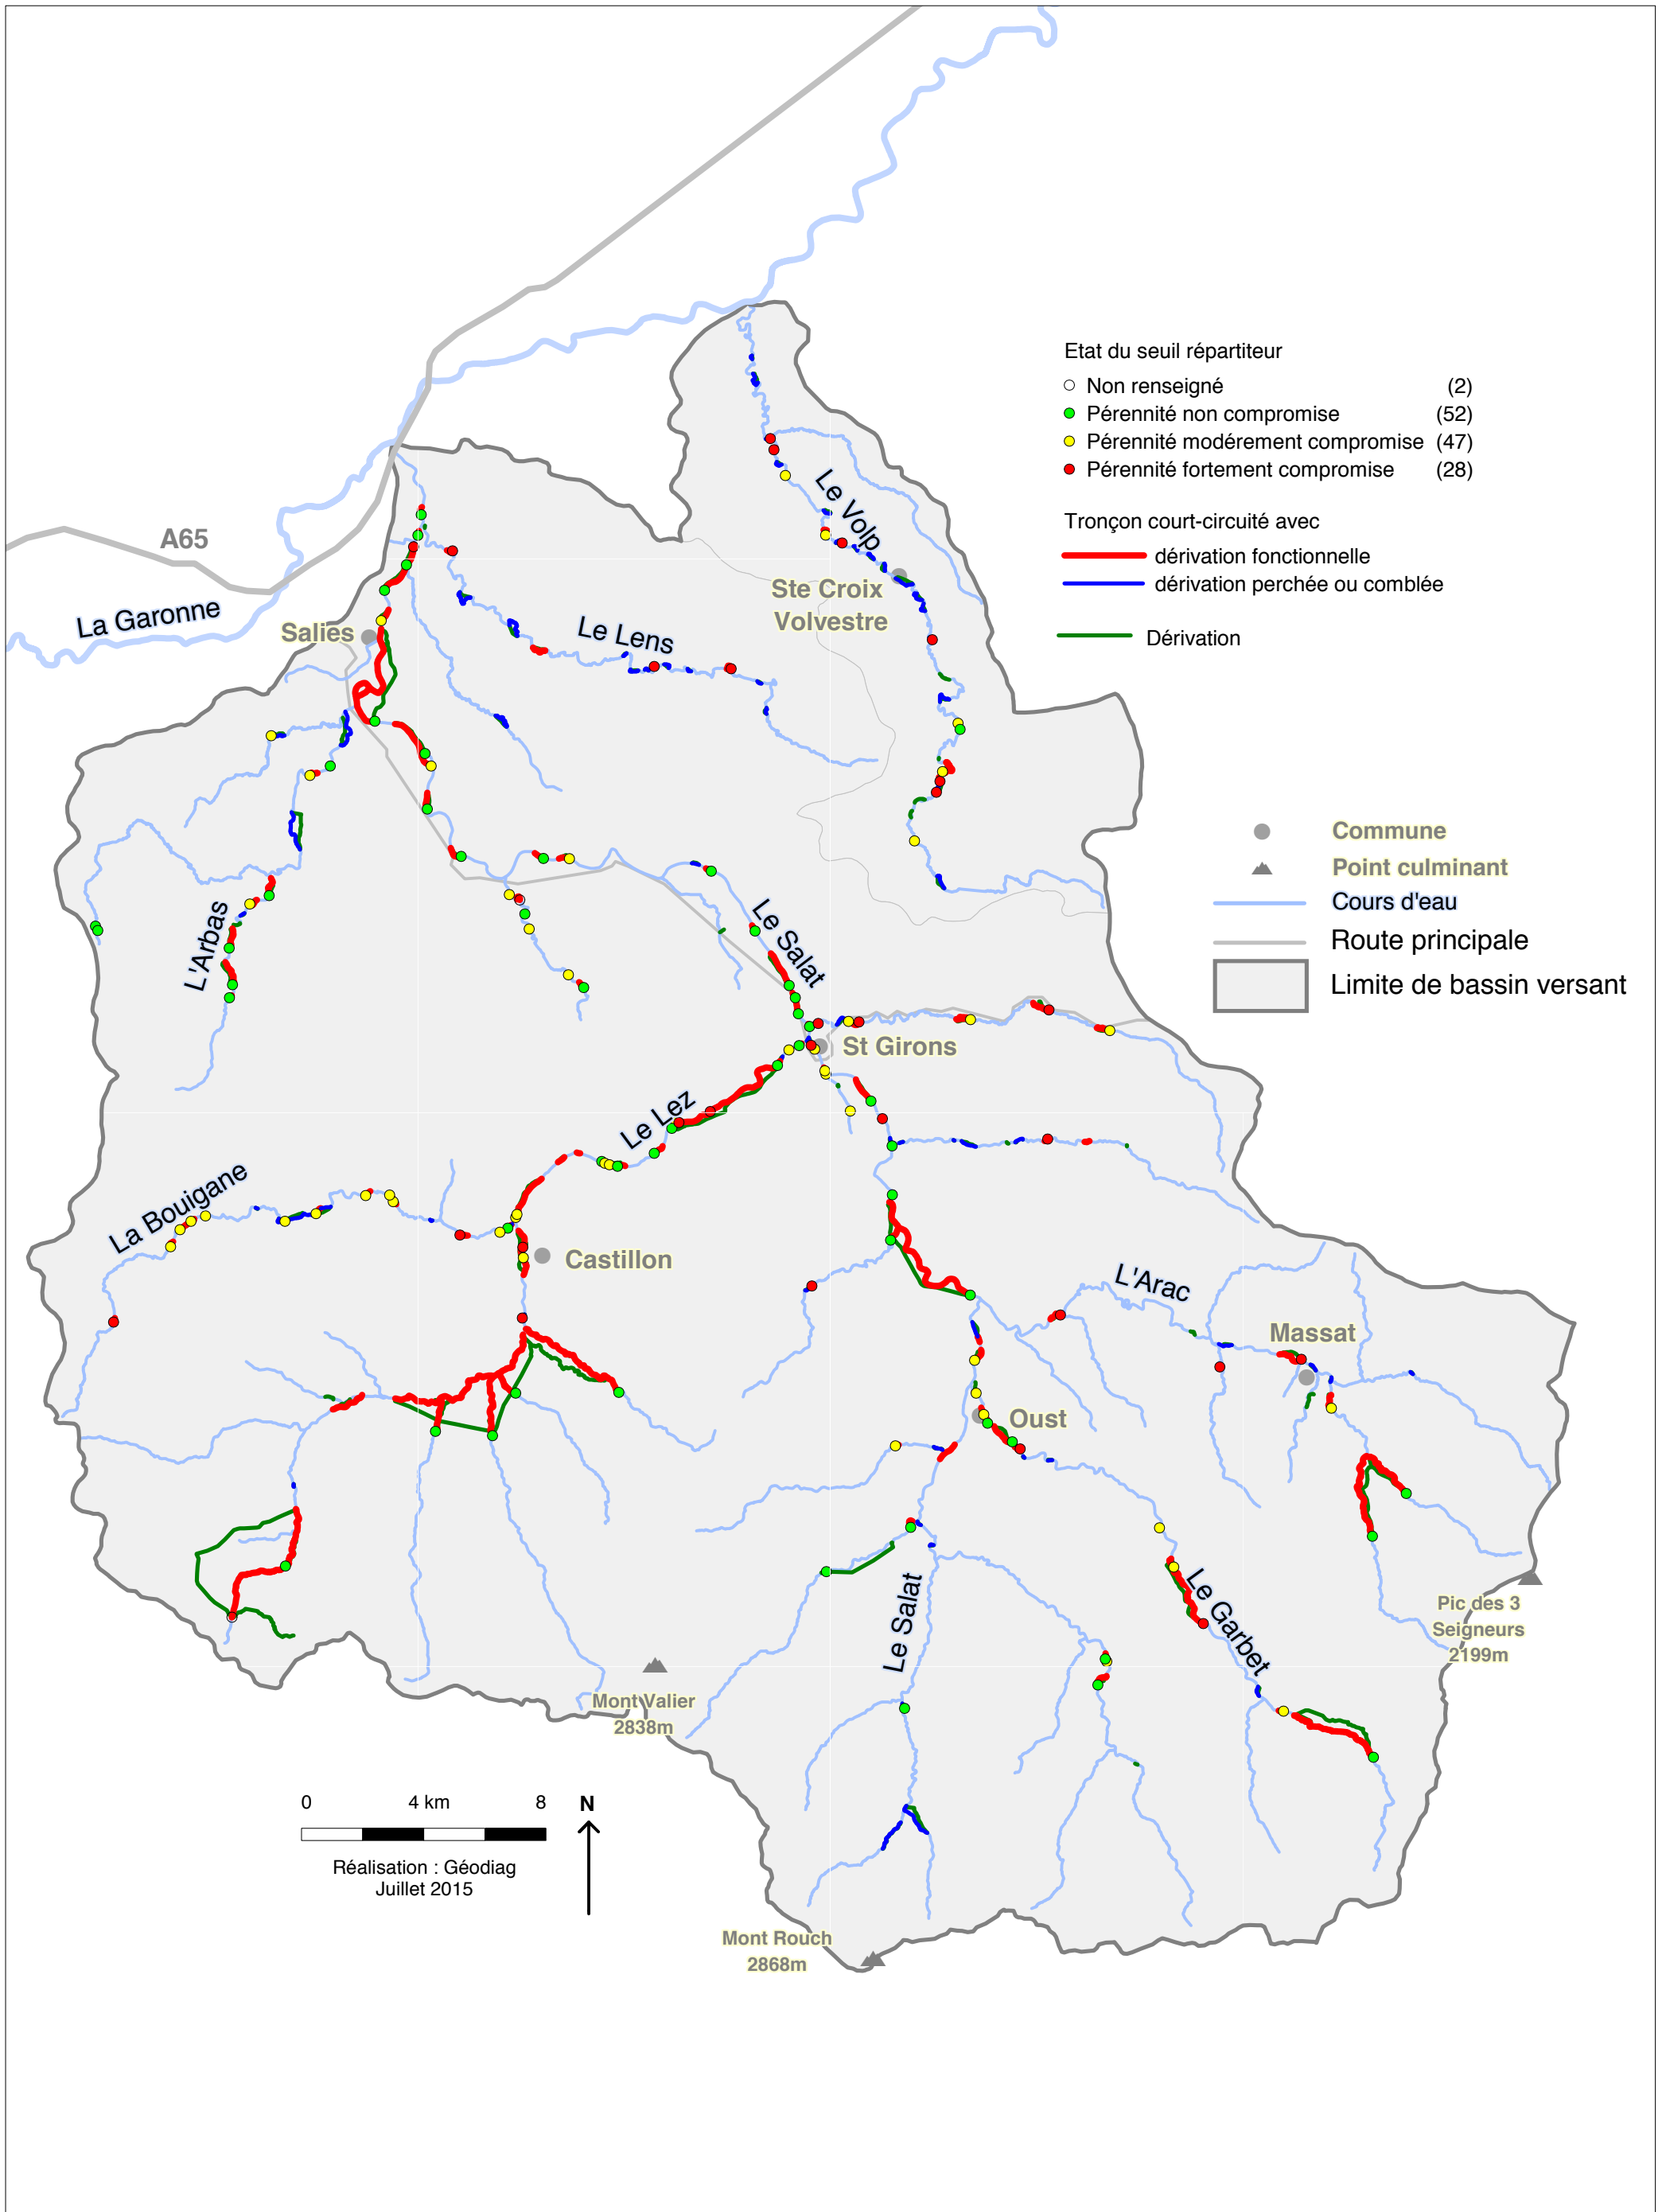 Etat du seuil répartiteur
Non renseigné (2)
Pérennité non compromise (52)
Pérennité modérement compromise (47)
Pérennité fortement compromise (28)
Tronçon court-circuité avec
dérivation fonctionnelle
dérivation perchée ou comblée
Dérivation
Le Volp
A65
Ste Croix
Volvestre
La Garonne
Salies
Le Lens
Commune
Point culminant
Cours d'eau
Route principale
Limite de bassin versant
L'Arbas
Le Salat
St Girons
Le Lez
La Bouigane
Castillon
L'Arac
Massat
Oust
Le Salat
Le Garbet
Pic des 3
Seigneurs
2199m
Mont Valier
2838m
0 4 km 8
N
Réalisation : Géodiag
Juillet 2015
Mont Rouch
2868m